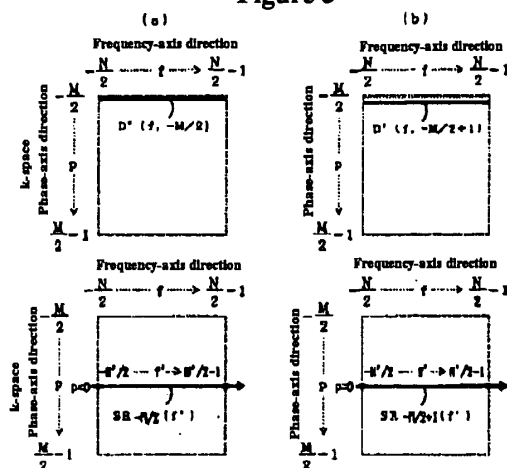 Figure 3
(a)
(b)
Frequency-axis direction
-N/2 ······ f ······> N/2 -1
-M/2
k-space
Phase-axis direction
p
M/2 -1
D" (f, -M/2)
Frequency-axis direction
-N/2 ······ f ······> N/2 -1
-M/2
Phase-axis direction
p
M/2 -1
D' (f, -M/2+1)
Frequency-axis direction
-N/2 ······ f ······> N/2 -1
-M/2
k-space
Phase-axis direction
p
p=0
-N'/2 ··· f' ··> N'/2-1
SR -M/2 (f')
M/2 -1
Frequency-axis direction
-N/2 ······ f ······> N/2 -1
-M/2
Phase-axis direction
p
p=0
-N'/2 ··· f' ··> N'/2-1
SR -M/2+1(f')
M/2 -1